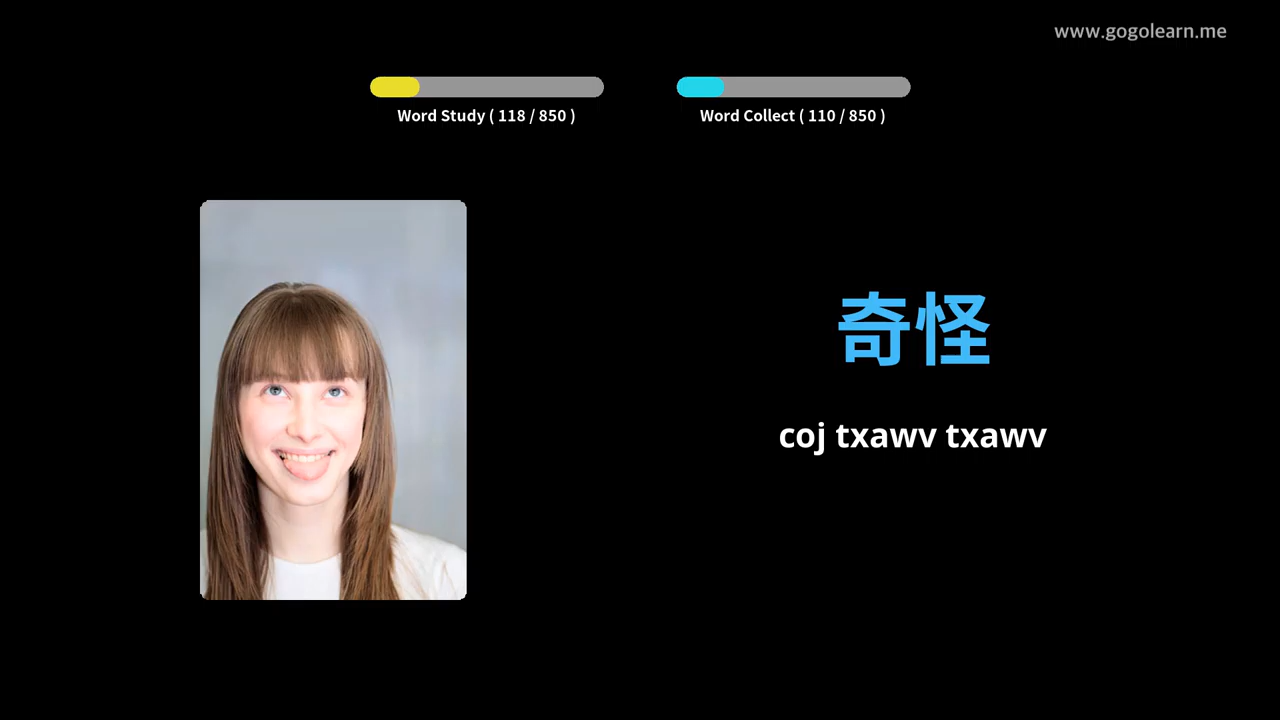 www.gogolearn.me
Word Study ( 118 / 850 )
Word Collect ( 110 / 850 )
奇怪
coj txawv txawv